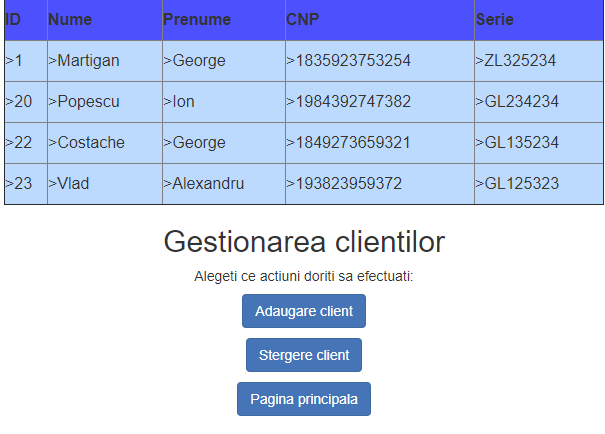 ID Nume Prenume CNP Serie
>1 >Martigan >George >1835923753254 >ZL325234
>20 >Popescu >Ion >1984392747382 >GL234234
>22 >Costache >George >1849273659321 >GL135234
>23 >Vlad >Alexandru >193823959372 >GL125323
Gestionarea clientilor
Alegeti ce actiuni doriti sa efectuati:
Adaugare client
Stergere client
Pagina principala